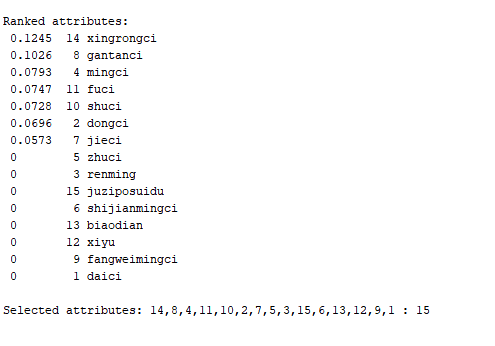 Ranked attributes:
0.1245 14 xingrongci
0.1026 8 gantanci
0.0793 4 mingci
0.0747 11 fuci
0.0728 10 shuci
0.0696 2 dongci
0.0573 7 jieci
0 5 zhuci
0 3 renming
0 15 juziposuidu
0 6 shijianmingci
0 13 biaodian
0 12 xiyu
0 9 fangweimingci
0 1 daici
Selected attributes: 14,8,4,11,10,2,7,5,3,15,6,13,12,9,1 : 15